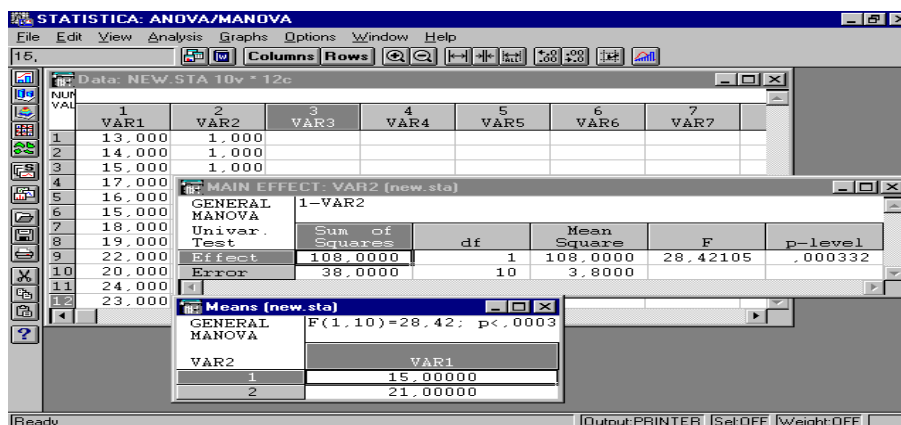 STATISTICA: ANOVA/MANOVA
File Edit View Analysis Graphs Options Window Help
15, Columns Rows
Data: NEW.STA 10v * 12c
NUM
VAL
1 2 3 4 5 6 7
VAR1 VAR2 VAR3 VAR4 VAR5 VAR6 VAR7
1 13,000 1,000
2 14,000 1,000
3 15,000 1,000
4 17,000
5 16,000
6 15,000
7 18,000
8 19,000
9 22,000
10 20,000
11 24,000
12 23,000
MAIN EFFECT: VAR2 (new.sta)
GENERAL 1-VAR2
MANOVA
Univar. Sum of Mean
Test Squares df Square F p-level
Effect 108,0000 1 108,0000 28,42105 ,000332
Error 38,0000 10 3,8000
Means (new.sta)
GENERAL F(1,10)=28,42; p<,0003
MANOVA
VAR2 VAR1
1 15,00000
2 21,00000
Ready Output:PRINTER Sel:OFF Weight:OFF